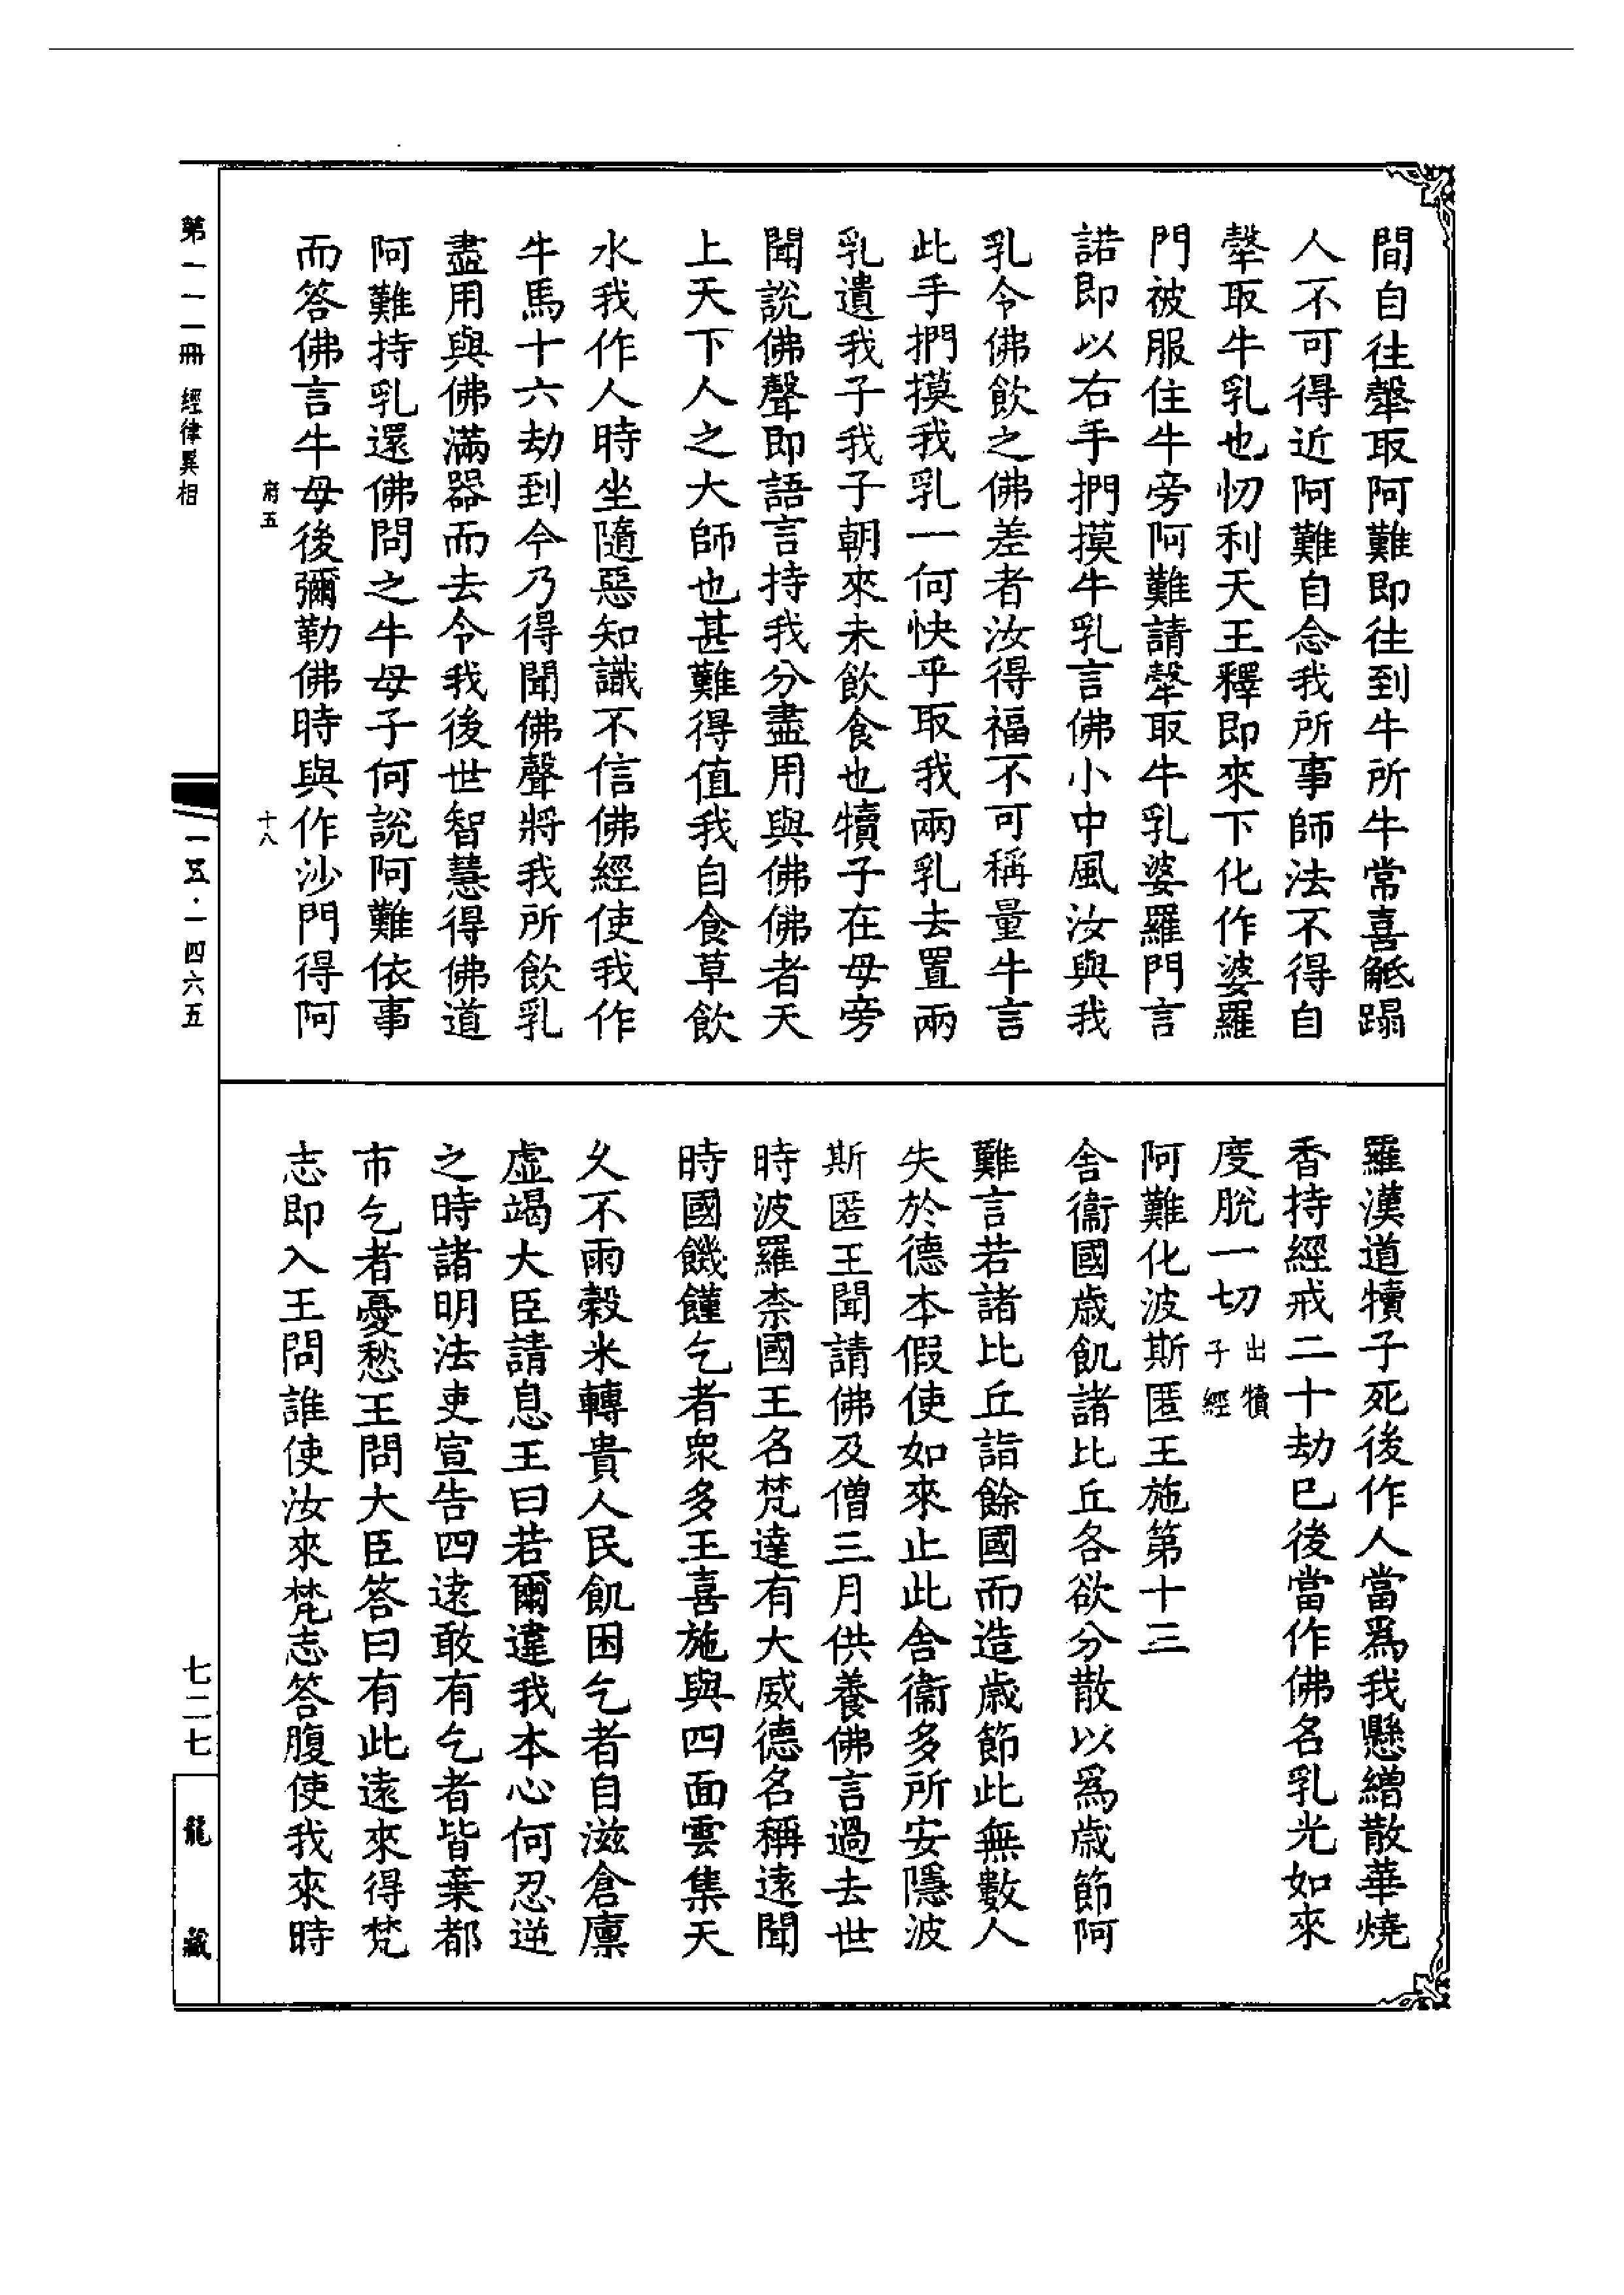 間自往𤛓取阿難即往到牛所牛常喜觝蹋
人不可得近阿難自念我所事師法不得自
𤛓取牛乳也忉利天王釋即來下化作婆羅
門被服住牛旁阿難請𤛓取牛乳婆羅門言
諾即以右手捫摸牛乳言佛小中風汝與我
乳令佛飲之佛差者汝得福不可稱量牛言
此手捫摸我乳一何快乎取我兩乳去置兩
乳遺我子我子朝來未飲食也犢子在母旁
聞說佛聲即語言持我分盡用與佛佛者天
上天下人之大師也甚難得值我自食草飲
水我作人時坐隨惡知識不信佛經使我作
牛馬十六劫到今乃得聞佛聲將我所飲乳
盡用與佛滿器而去令我後世智慧得佛道
阿難持乳還佛問之牛母子何說阿難依事
而答佛言牛母後彌勒佛時與作沙門得阿
羅漢道犢子死後作人當為我懸繒散華燒
香持經戒二十劫已後當作佛名乳光如來
度脫一切出犢子經
阿難化波斯匿王施第十三
舍衞國歲飢諸比丘各欲分散以為歲節阿
難言若諸比丘詣餘國而造歲節此無數人
失於德本假使如來止此舍衞多所安隱波
斯匿王聞請佛及僧三月供養佛言過去世
時波羅柰國王名梵達有大威德名稱遠聞
時國饑饉乞者眾多王喜施與四面雲集天
久不雨穀米轉貴人民飢困乞者自滋倉廩
虛竭大臣請息王曰若爾違我本心何忍逆
之時諸明法吏宣告四遠敢有乞者皆棄都
市乞者憂愁王問大臣答曰有此遠來得梵
志即入王問誰使汝來梵志答腹使我來時
府五
十八
第一一一冊 經律異相
一五·一四六五
七二七
龍藏